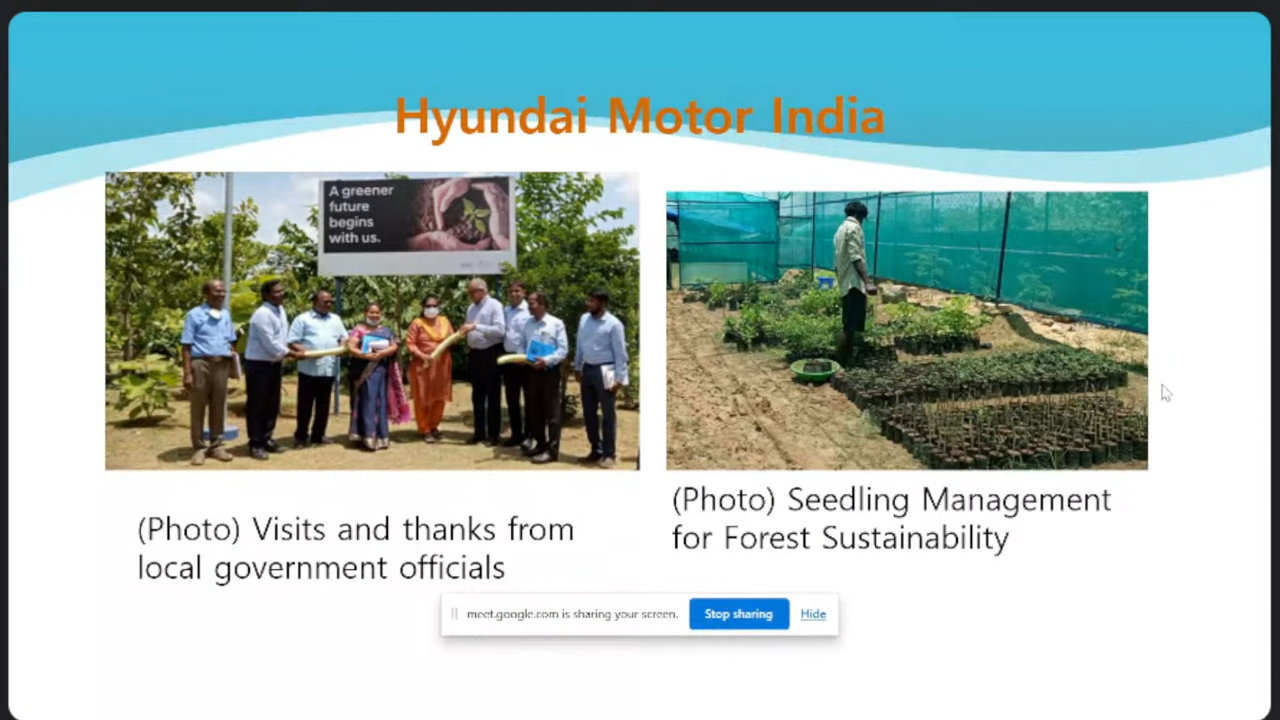 Hyundai Motor India
A greener
future
begins
with us.
(Photo) Visits and thanks from
local government officials
(Photo) Seedling Management
for Forest Sustainability
meet.google.com is sharing your screen.
Stop sharing
Hide